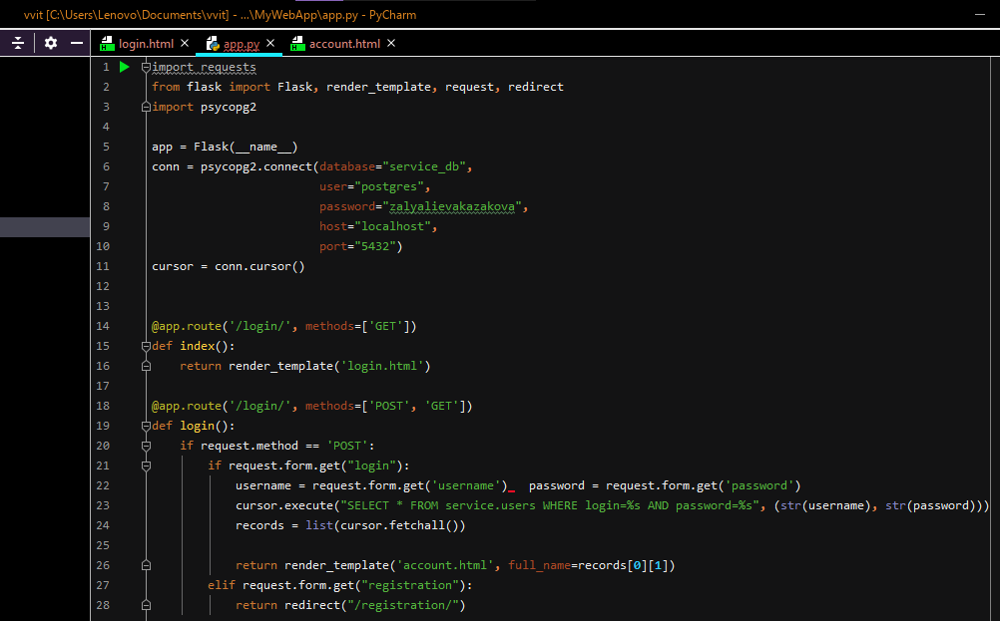 vvit [C:\Users\Lenovo\Documents\vvit] - ...\MyWebApp\app.py - PyCharm
login.html app.py account.html
1 import requests
2 from flask import Flask, render_template, request, redirect
3 import psycopg2
4
5 app = Flask(__name__)
6 conn = psycopg2.connect(database="service_db",
7 user="postgres",
8 password="zalyalievakazakova",
9 host="localhost",
10 port="5432")
11 cursor = conn.cursor()
12
13
14 @app.route('/login/', methods=['GET'])
15 def index():
16 return render_template('login.html')
17
18 @app.route('/login/', methods=['POST', 'GET'])
19 def login():
20 if request.method == 'POST':
21 if request.form.get("login"):
22 username = request.form.get('username')  password = request.form.get('password')
23 cursor.execute("SELECT * FROM service.users WHERE login=%s AND password=%s", (str(username), str(password)))
24 records = list(cursor.fetchall())
25
26 return render_template('account.html', full_name=records[0][1])
27 elif request.form.get("registration"):
28 return redirect("/registration/")